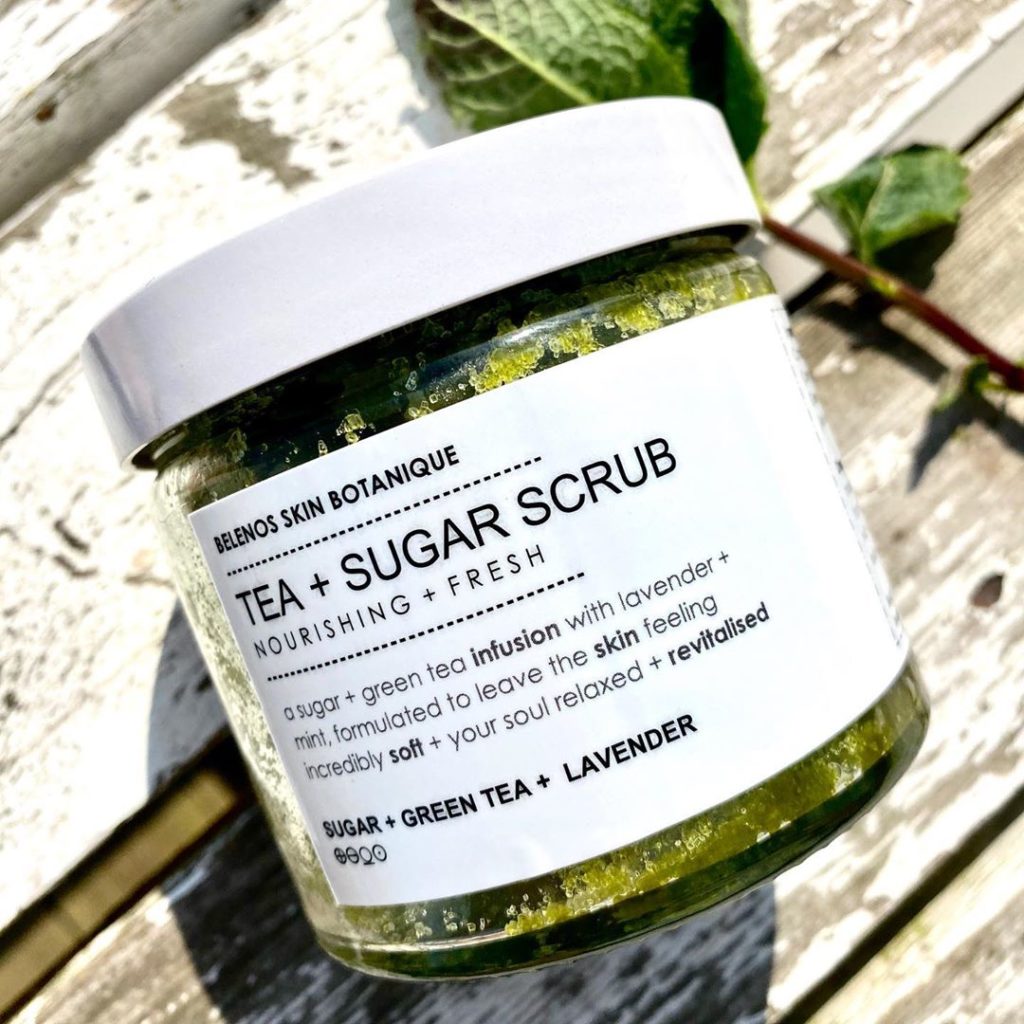 BELENOS SKIN BOTANIQUE
TEA + SUGAR SCRUB
NOURISHING + FRESH
a sugar + green tea infusion with lavender +
mint, formulated to leave the skin feeling
incredibly soft + your soul relaxed + revitalised
SUGAR + GREEN TEA + LAVENDER